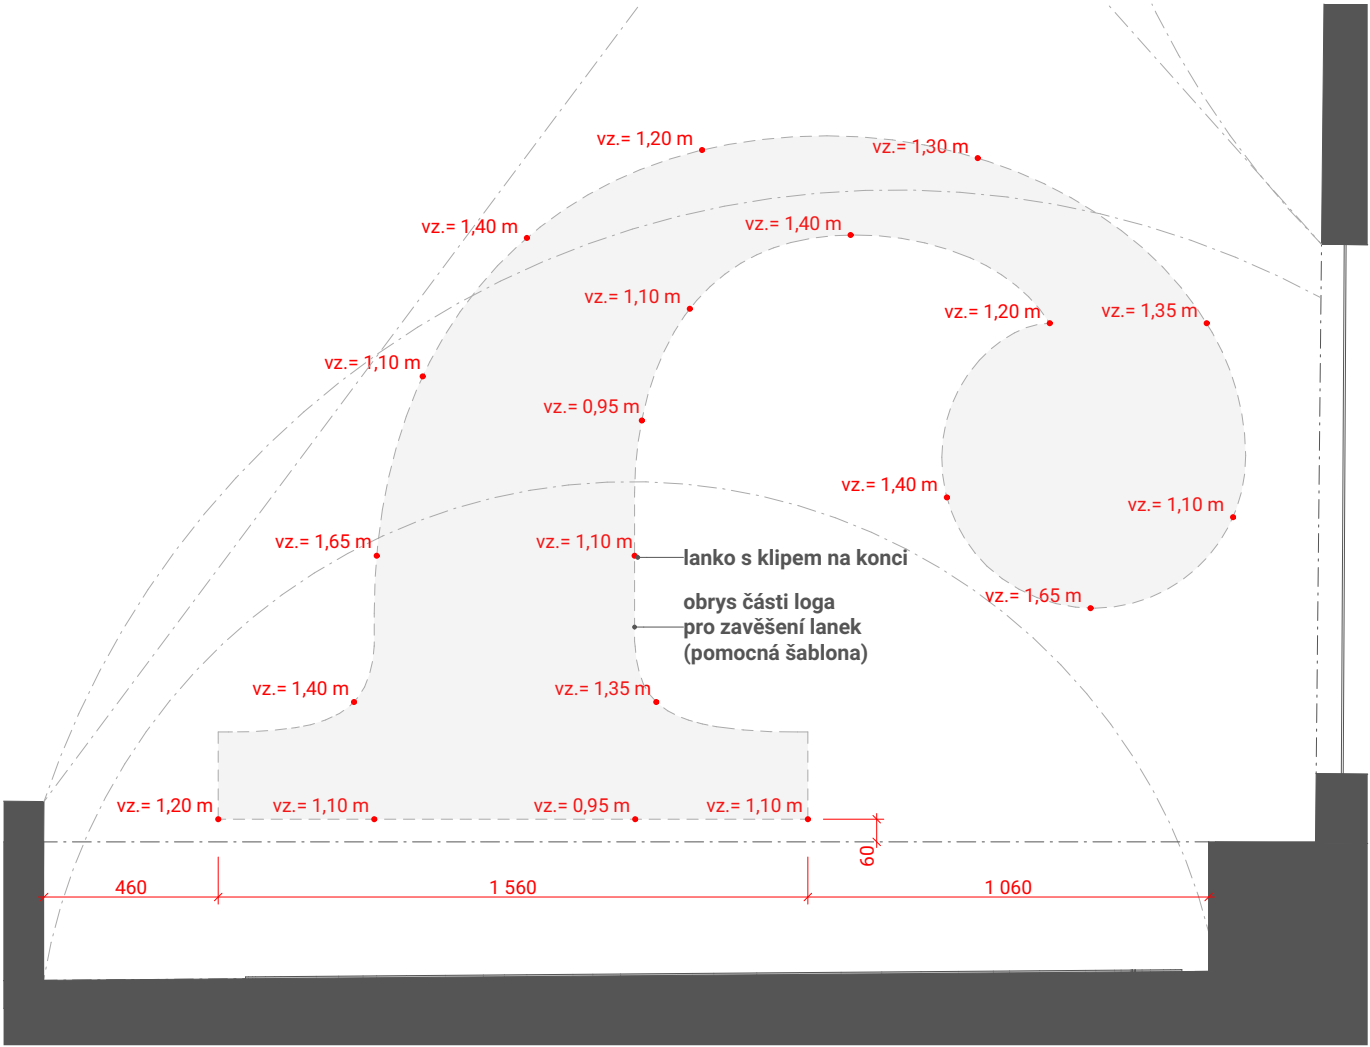 vz.= 1,20 m
vz.= 1,30 m
vz.= 1,40 m
vz.= 1,40 m
vz.= 1,10 m
vz.= 1,20 m
vz.= 1,35 m
vz.= 1,10 m
vz.= 0,95 m
vz.= 1,40 m
vz.= 1,10 m
vz.= 1,65 m
vz.= 1,10 m
lanko s klipem na konci
vz.= 1,65 m
obrys části loga
pro zavěšení lanek
(pomocná šablona)
vz.= 1,40 m
vz.= 1,35 m
vz.= 1,20 m
vz.= 1,10 m
vz.= 0,95 m
vz.= 1,10 m
60
460
1 560
1 060